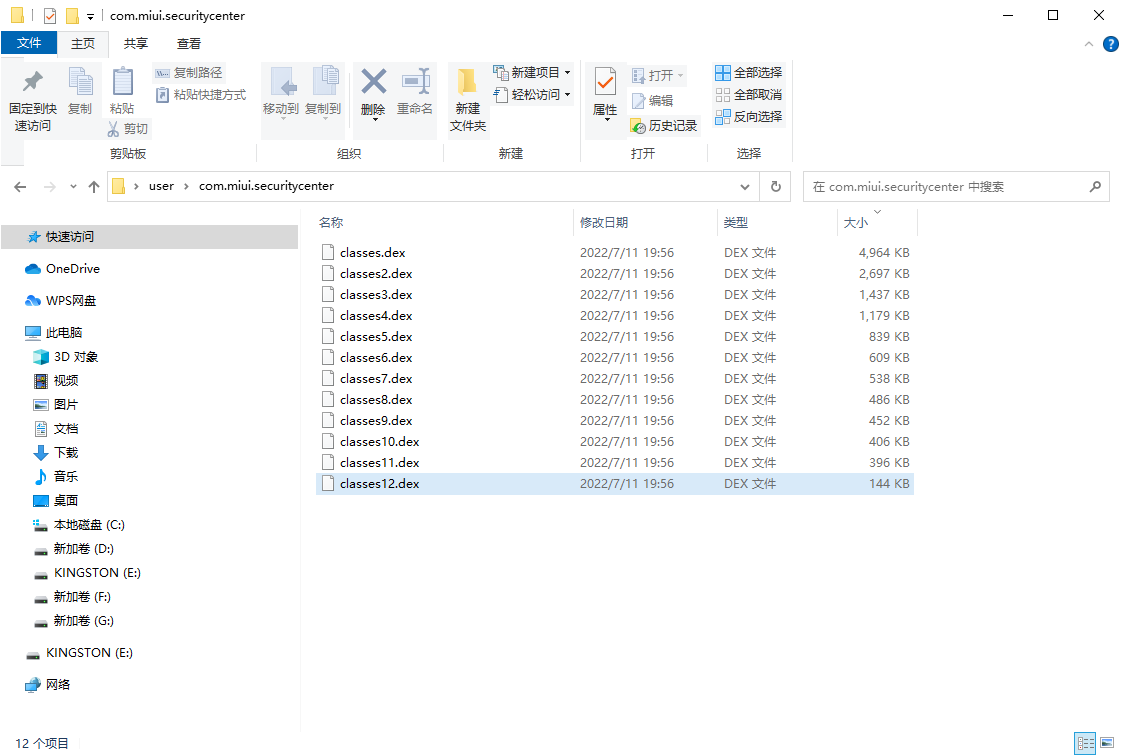 com.miui.securitycenter
文件 主页 共享 查看
固定到快速访问
复制
粘贴
复制路径
粘贴快捷方式
剪切
剪贴板
移动到
复制到
删除
重命名
组织
新建文件夹
新建项目
轻松访问
新建
属性
打开
编辑
历史记录
打开
全部选择
全部取消
反向选择
选择
user com.miui.securitycenter
在 com.miui.securitycenter 中搜索
快速访问
OneDrive
WPS网盘
此电脑
3D 对象
视频
图片
文档
下载
音乐
桌面
本地磁盘 (C:)
新加卷 (D:)
KINGSTON (E:)
新加卷 (F:)
新加卷 (G:)
KINGSTON (E:)
网络
名称 修改日期 类型 大小
classes.dex 2022/7/11 19:56 DEX 文件 4,964 KB
classes2.dex 2022/7/11 19:56 DEX 文件 2,697 KB
classes3.dex 2022/7/11 19:56 DEX 文件 1,437 KB
classes4.dex 2022/7/11 19:56 DEX 文件 1,179 KB
classes5.dex 2022/7/11 19:56 DEX 文件 839 KB
classes6.dex 2022/7/11 19:56 DEX 文件 609 KB
classes7.dex 2022/7/11 19:56 DEX 文件 538 KB
classes8.dex 2022/7/11 19:56 DEX 文件 486 KB
classes9.dex 2022/7/11 19:56 DEX 文件 452 KB
classes10.dex 2022/7/11 19:56 DEX 文件 406 KB
classes11.dex 2022/7/11 19:56 DEX 文件 396 KB
classes12.dex 2022/7/11 19:56 DEX 文件 144 KB
12 个项目